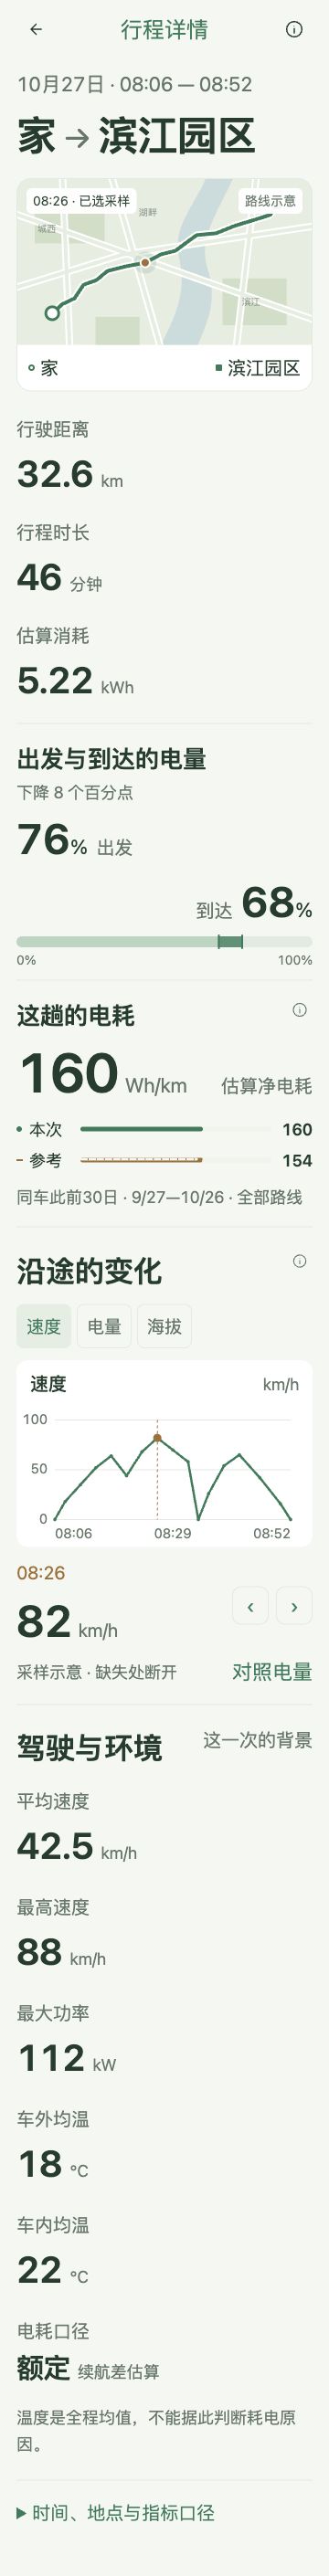 行程详情
10月27日 · 08:06 — 08:52
家 → 滨江园区
08:26 · 已选采样
路线示意
湖畔
城西
滨江
家
滨江园区
行驶距离
32.6 km
行程时长
46 分钟
估算消耗
5.22 kWh
出发与到达的电量
下降 8 个百分点
76% 出发
到达 68%
0% 100%
这趟的电耗
160 Wh/km 估算净电耗
本次 160
参考 154
同车此前30日 · 9/27—10/26 · 全部路线
沿途的变化
速度 电量 海拔
速度 km/h
100
50
0
08:06 08:29 08:52
08:26
82 km/h
‹ ›
采样示意 · 缺失处断开 对照电量
驾驶与环境 这一次的背景
平均速度
42.5 km/h
最高速度
88 km/h
最大功率
112 kW
车外均温
18 °C
车内均温
22 °C
电耗口径
额定 续航差估算
温度是全程均值，不能据此判断耗电原
因。
▶ 时间、地点与指标口径